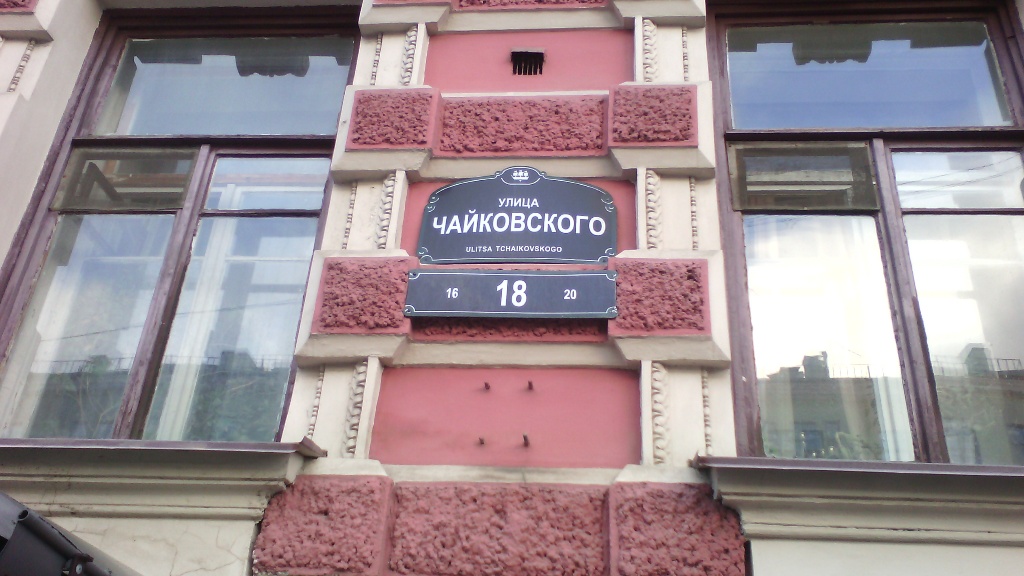 УЛИЦА
ЧАЙКОВСКОГО
ULITSA TCHAIKOVSKOGO
16 18 20